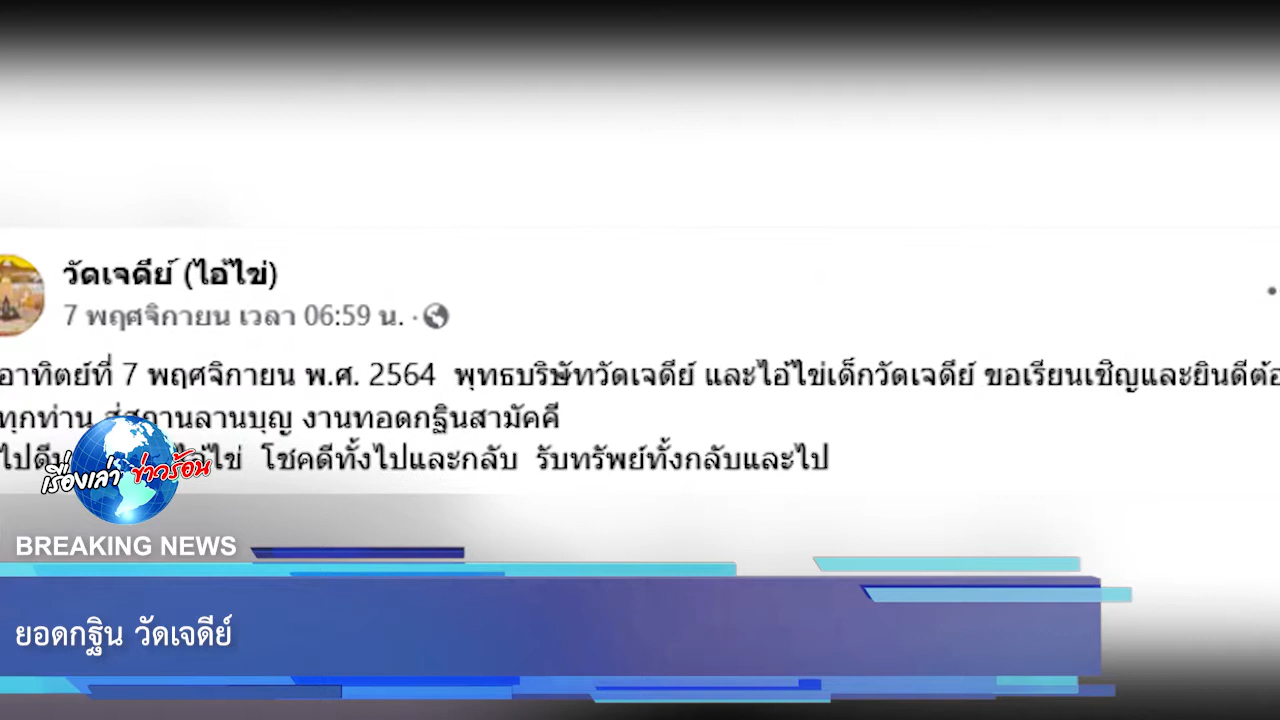 วัดเจดีย์ (ไอ้ไข่)
7 พฤศจิกายน เวลา 06:59 น. ·
อาทิตย์ที่ 7 พฤศจิกายน พ.ศ. 2564 พุทธบริษัทวัดเจดีย์ และไอ้ไข่เด็กวัดเจดีย์ ขอเรียนเชิญและยินดีต้อ
ทุกท่าน สู่สถานลานบุญ งานทอดกฐินสามัคคี
ไอ้ไข่ โชคดีทั้งไปและกลับ รับทรัพย์ทั้งกลับและไป
เรื่องเล่า ข่าวร้อน
BREAKING NEWS
ยอดกฐิน วัดเจดีย์